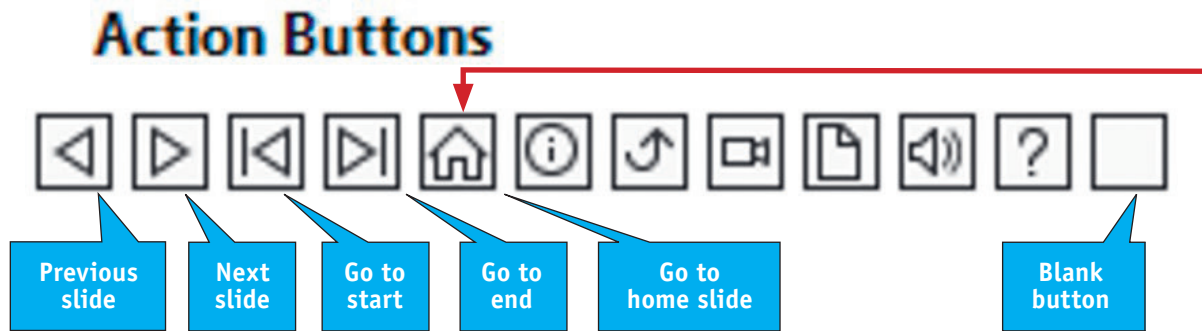 Action Buttons
i
?
Previous
slide
Next
slide
Go to
start
Go to
end
Go to
home slide
Blank
button